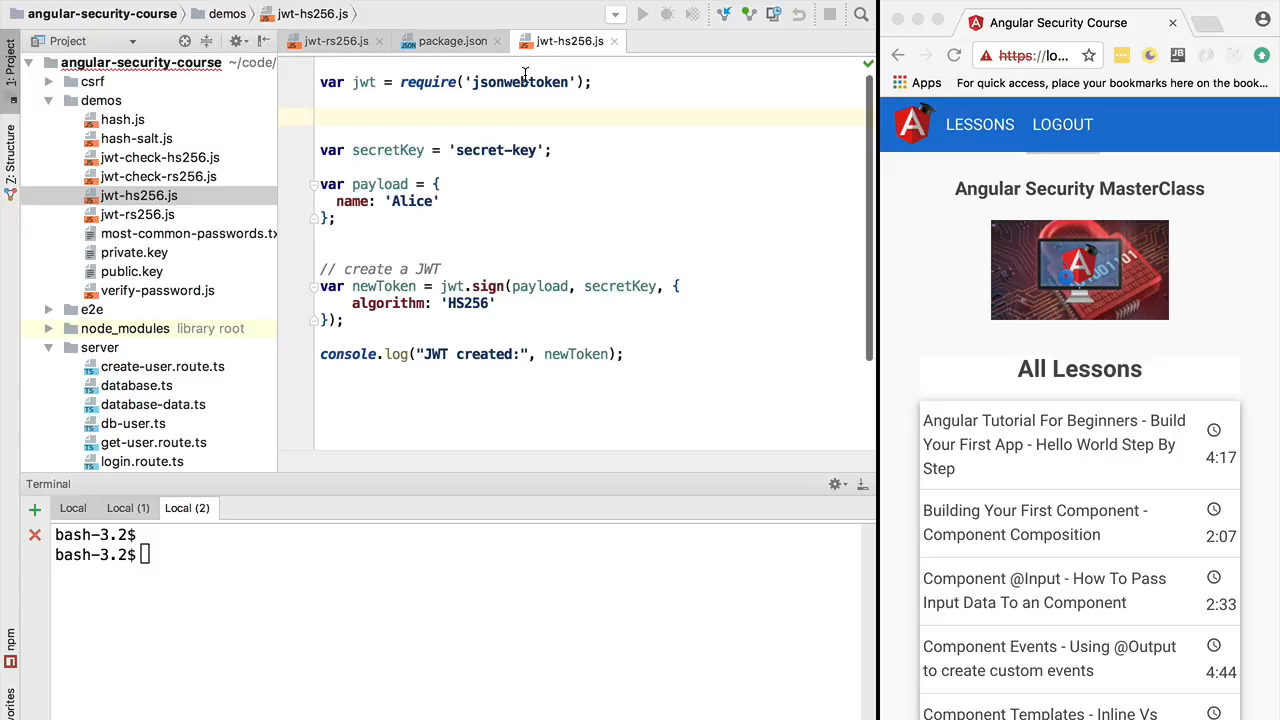 angular-security-course
demos
jwt-hs256.js
Project
jwt-rs256.js
package.json
jwt-hs256.js
1: Project
Z: Structure
npm
angular-security-course ~/code/
csrf
demos
hash.js
hash-salt.js
jwt-check-hs256.js
jwt-check-rs256.js
jwt-hs256.js
jwt-rs256.js
most-common-passwords.tx
private.key
public.key
verify-password.js
e2e
node_modules library root
server
create-user.route.ts
database.ts
database-data.ts
db-user.ts
get-user.route.ts
login.route.ts
var jwt = require('jsonwebtoken');
var secretKey = 'secret-key';
var payload = {
name: 'Alice'
};
// create a JWT
var newToken = jwt.sign(payload, secretKey, {
algorithm: 'HS256'
});
console.log("JWT created:", newToken);
Terminal
Local
Local (1)
Local (2)
bash-3.2$
bash-3.2$
Angular Security Course
https://lo...
Apps
For quick access, place your bookmarks here on the book...
LESSONS
LOGOUT
Angular Security MasterClass
All Lessons
Angular Tutorial For Beginners - Build
Your First App - Hello World Step By
Step
4:17
Building Your First Component -
Component Composition
2:07
Component @Input - How To Pass
Input Data To an Component
2:33
Component Events - Using @Output
to create custom events
4:44
Component Templates - Inline Vs